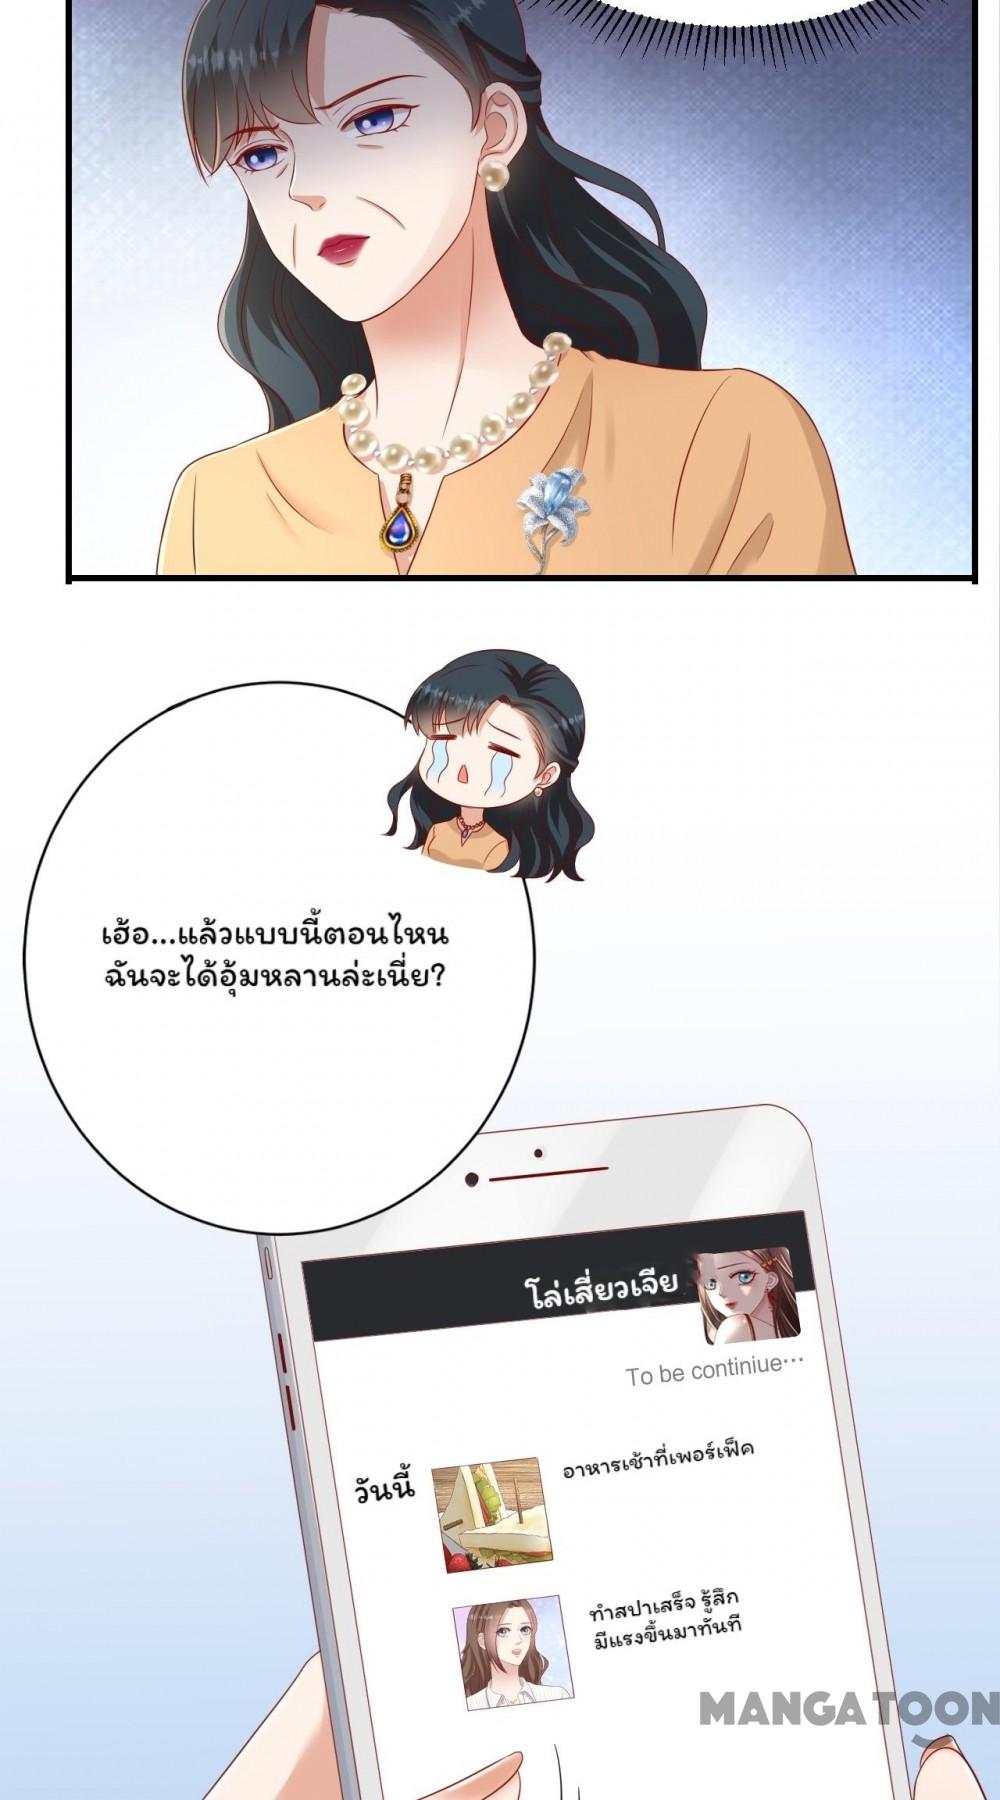 เฮ้อ...แล้วแบบนี้ตอนไหน
ฉันจะได้อุ้มหลานล่ะเนี่ย?
โล่เสี่ยวเจีย
To be continiue···
วันนี้
อาหารเช้าที่เพอร์เฟ็ค
ทำสปาเสร็จ รู้สึก
มีแรงขึ้นมาทันที
MANGATOON